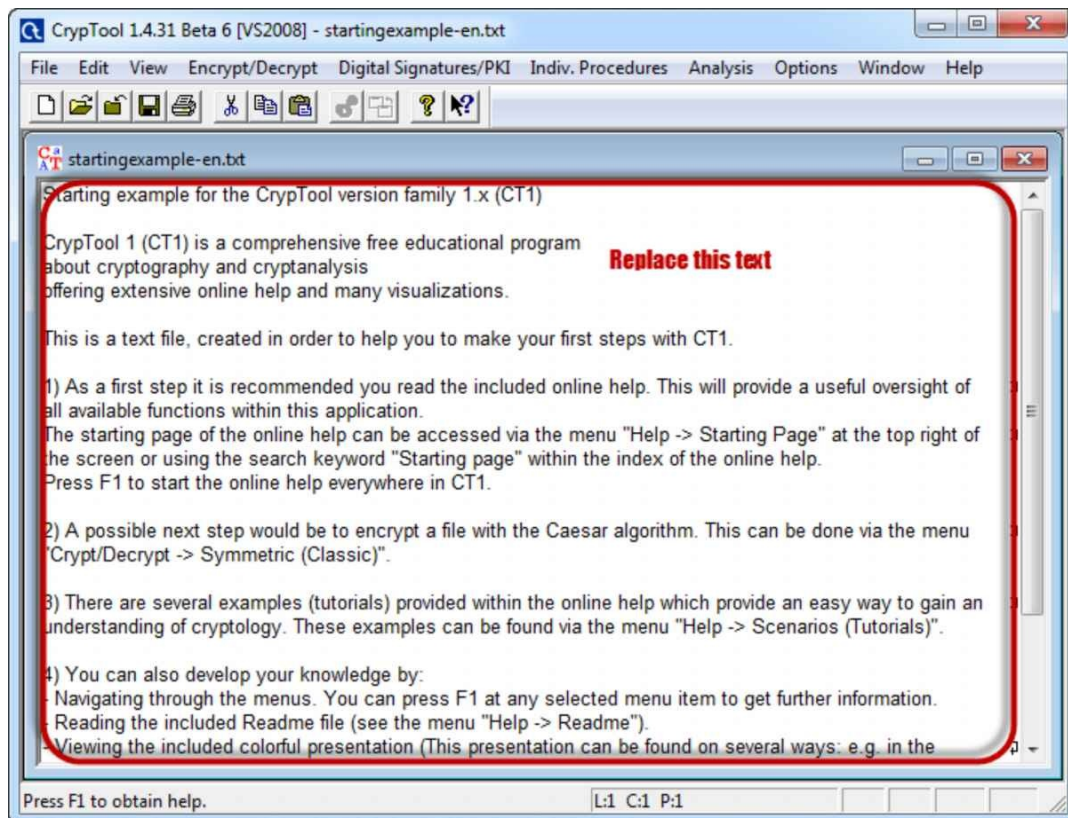 CrypTool 1.4.31 Beta 6 [VS2008] - startingexample-en.txt
File Edit View Encrypt/Decrypt Digital Signatures/PKI Indiv. Procedures Analysis Options Window Help
startingexample-en.txt
Starting example for the CrypTool version family 1.x (CT1)
CrypTool 1 (CT1) is a comprehensive free educational program
about cryptography and cryptanalysis
offering extensive online help and many visualizations.
Replace this text
This is a text file, created in order to help you to make your first steps with CT1.
1) As a first step it is recommended you read the included online help. This will provide a useful oversight of
all available functions within this application.
The starting page of the online help can be accessed via the menu "Help -> Starting Page" at the top right of
the screen or using the search keyword "Starting page" within the index of the online help.
Press F1 to start the online help everywhere in CT1.
2) A possible next step would be to encrypt a file with the Caesar algorithm. This can be done via the menu
"Crypt/Decrypt -> Symmetric (Classic)".
3) There are several examples (tutorials) provided within the online help which provide an easy way to gain an
understanding of cryptology. These examples can be found via the menu "Help -> Scenarios (Tutorials)".
4) You can also develop your knowledge by:
- Navigating through the menus. You can press F1 at any selected menu item to get further information.
- Reading the included Readme file (see the menu "Help -> Readme").
- Viewing the included colorful presentation (This presentation can be found on several ways: e.g. in the
Press F1 to obtain help.
L:1 C:1 P:1